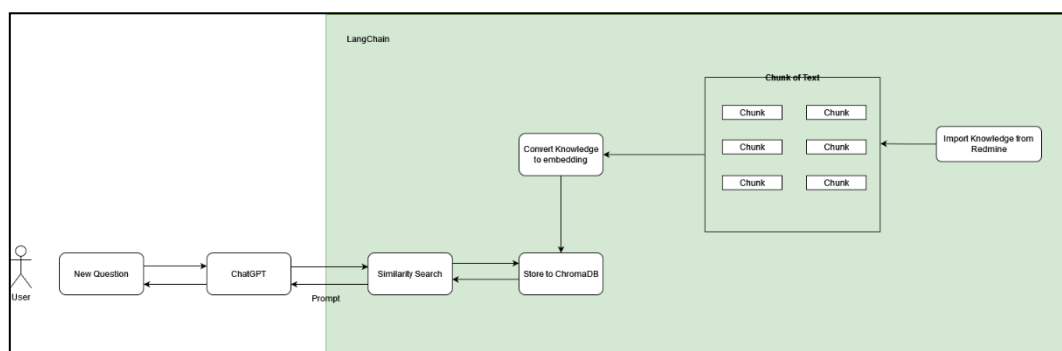 LangChain
Chunk of Text
Chunk
Chunk
Chunk
Chunk
Chunk
Chunk
Import Knowledge from
Redmine
Convert Knowledge
to embedding
New Question
ChatGPT
Similarity Search
Store to ChromaDB
User
Prompt